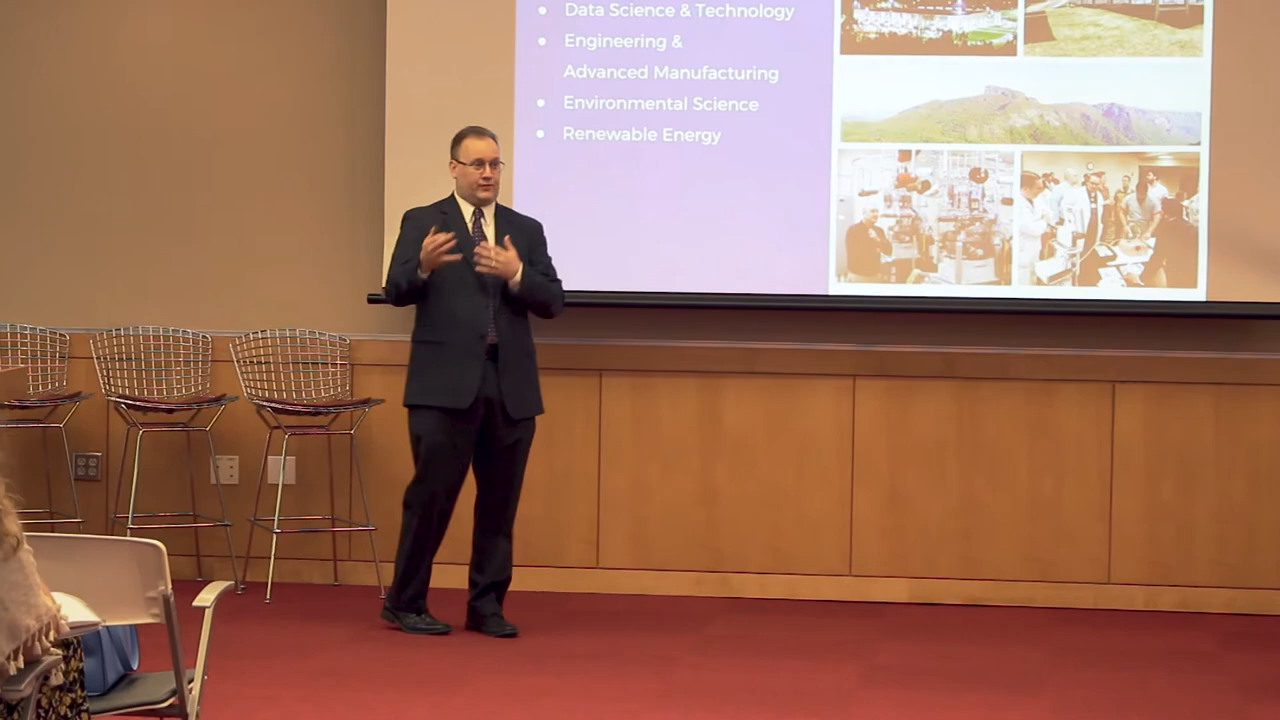 Data Science & Technology
Engineering &
Advanced Manufacturing
Environmental Science
Renewable Energy